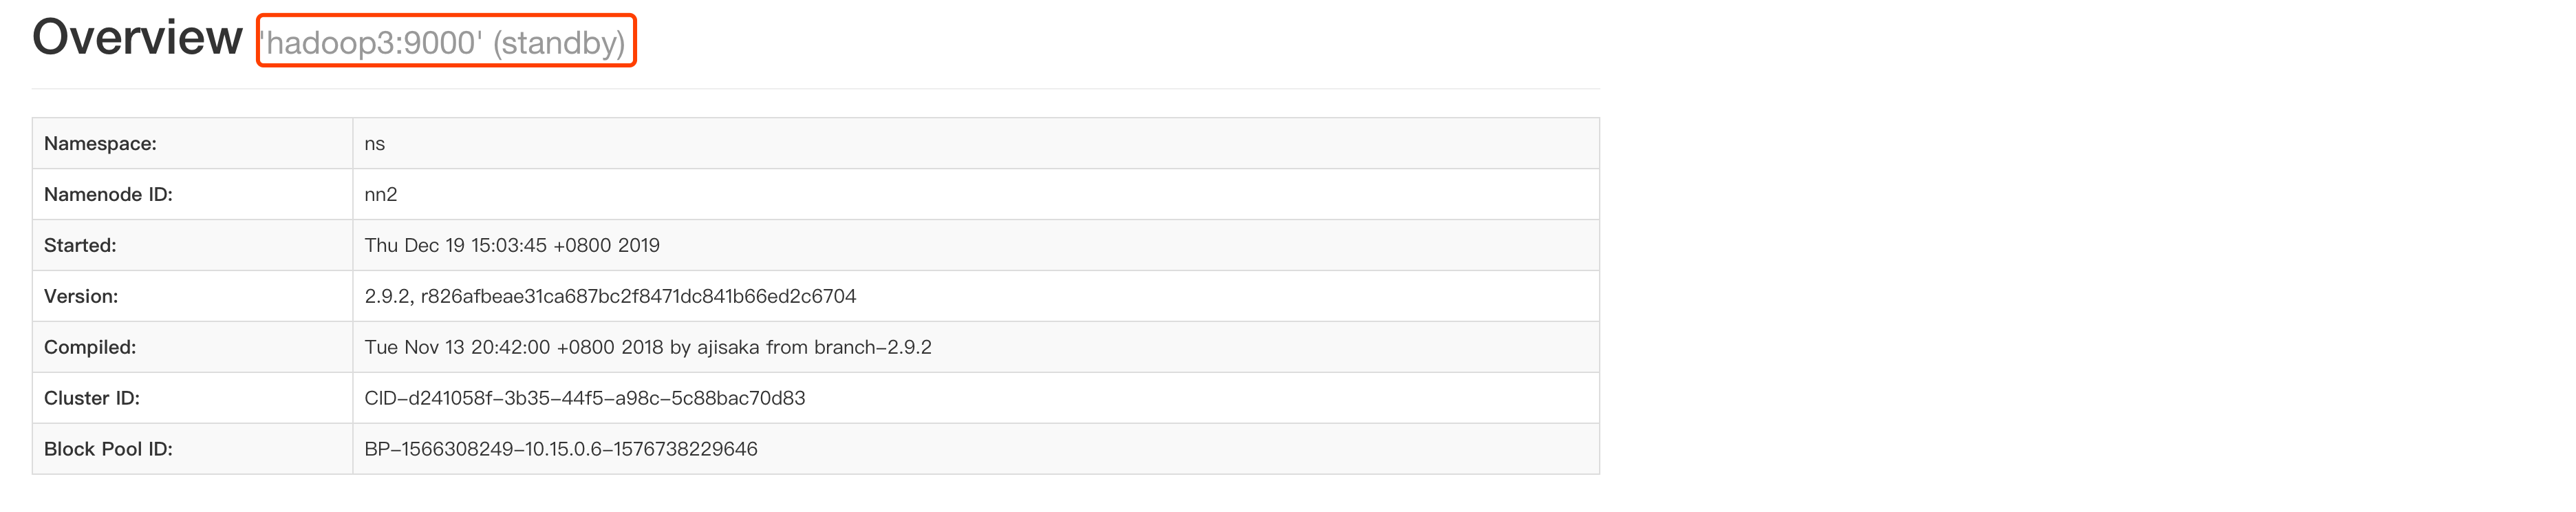 Overview 'hadoop3:9000' (standby)
Namespace: ns
Namenode ID: nn2
Started: Thu Dec 19 15:03:45 +0800 2019
Version: 2.9.2, r826afbeae31ca687bc2f8471dc841b66ed2c6704
Compiled: Tue Nov 13 20:42:00 +0800 2018 by ajisaka from branch-2.9.2
Cluster ID: CID-d241058f-3b35-44f5-a98c-5c88bac70d83
Block Pool ID: BP-1566308249-10.15.0.6-1576738229646